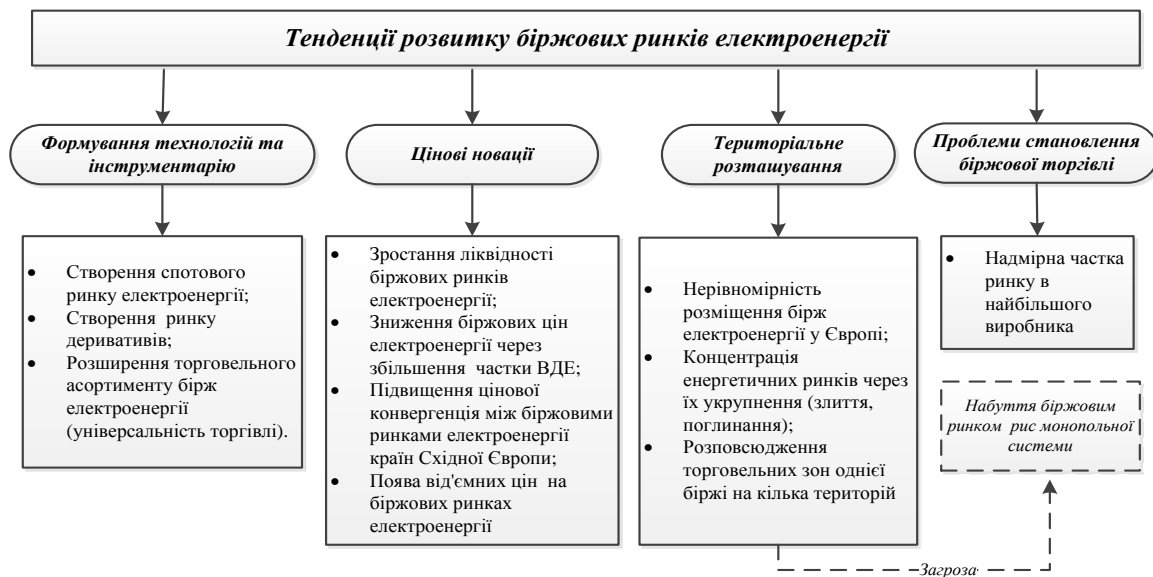 Тенденції розвитку біржових ринків електроенергії
Формування технологій та
інструментарію
Цінові новації
Територіальне
розташування
Проблеми становлення
біржової торгівлі
• Створення спотового
ринку електроенергії;
• Створення ринку
деривативів;
• Розширення торговельного
асортименту бірж
електроенергії
(універсальність торгівлі).
• Зростання ліквідності
біржових ринків
електроенергії;
• Зниження біржових цін
електроенергії через
збільшення частки ВДЕ;
• Підвищення цінової
конвергенція між біржовими
ринками електроенергії
країн Східної Європи;
• Поява від'ємних цін на
біржових ринках
електроенергії
• Нерівномірність
розміщення бірж
електроенергії у Європі;
• Концентрація
енергетичних ринків через
їх укрупнення (злиття,
поглинання);
• Розповсюдження
торговельних зон однієї
біржі на кілька територій
• Надмірна частка
ринку в
найбільшого
виробника
Набуття біржовим
ринком рис монопольної
системи
Загроза